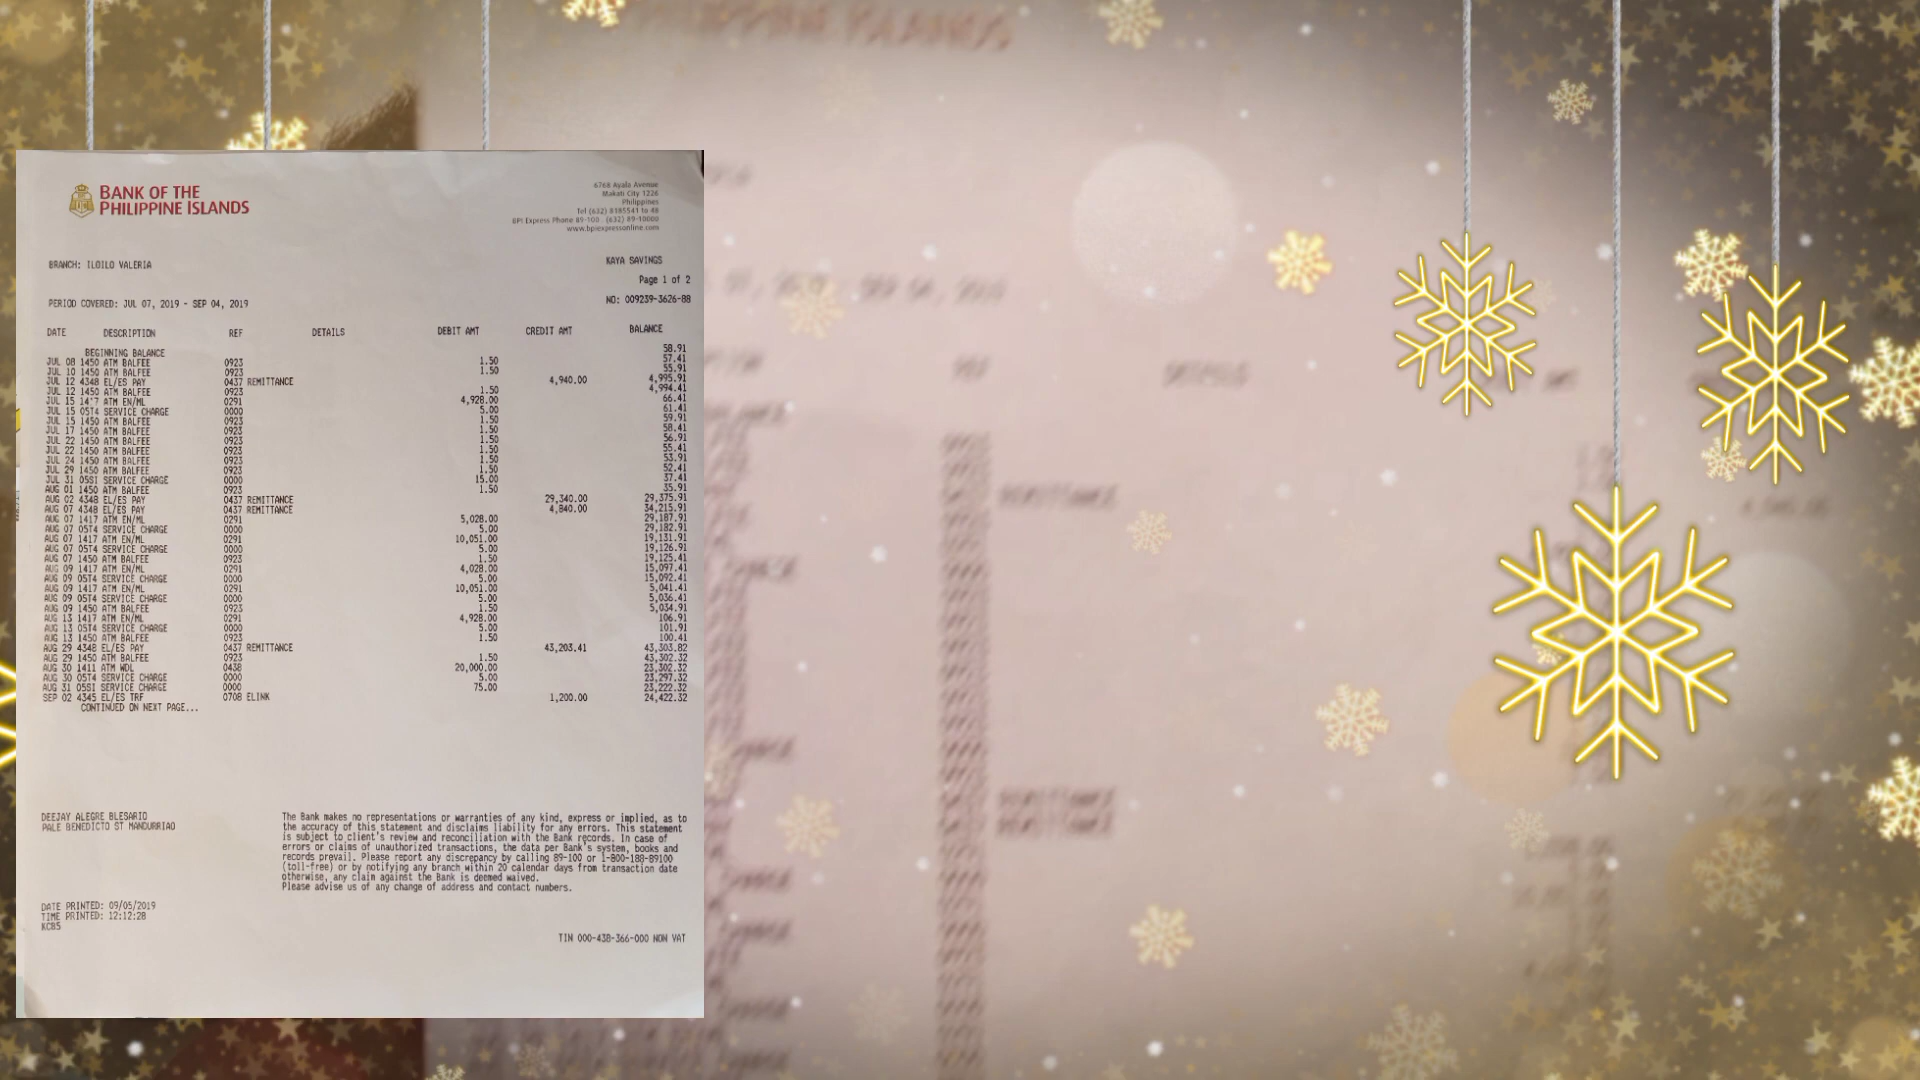 BANK OF THE
PHILIPPINE ISLANDS
6768 Ayala Avenue
Makati City 1226
Philippines
Tel (632) 8185541 to 48
BPI Express Phone 89-100 (632) 89-10000
www.bpiexpressonline.com
BRANCH: ILOILO VALERIA
KAYA SAVINGS
Page 1 of 2
PERIOD COVERED: JUL 07, 2019 - SEP 04, 2019
NO: 009239-3626-88
DATE DESCRIPTION REF DETAILS DEBIT AMT CREDIT AMT BALANCE
BEGINNING BALANCE 58.91
JUL 08 1450 ATM BALFEE 0923 1.50 57.41
JUL 10 1450 ATM BALFEE 0923 1.50 55.91
JUL 12 4348 EL/ES PAY 0437 REMITTANCE 4,940.00 4,995.91
JUL 12 1450 ATM BALFEE 0923 1.50 4,994.41
JUL 15 14'7 ATM EN/ML 0291 4,928.00 66.41
JUL 15 05T4 SERVICE CHARGE 0000 5.00 61.41
JUL 15 1450 ATM BALFEE 0923 1.50 59.91
JUL 17 1450 ATM BALFEE 0923 1.50 58.41
JUL 22 1450 ATM BALFEE 0923 1.50 56.91
JUL 22 1450 ATM BALFEE 0923 1.50 55.41
JUL 24 1450 ATM BALFEE 0923 1.50 53.91
JUL 29 1450 ATM BALFEE 0923 1.50 52.41
JUL 31 05SI SERVICE CHARGE 0000 15.00 37.41
AUG 01 1450 ATM BALFEE 0923 1.50 35.91
AUG 02 4348 EL/ES PAY 0437 REMITTANCE 29,340.00 29,375.91
AUG 07 4348 EL/ES PAY 0437 REMITTANCE 4,840.00 34,215.91
AUG 07 1417 ATM EN/ML 0291 5,028.00 29,187.91
AUG 07 05T4 SERVICE CHARGE 0000 5.00 29,182.91
AUG 07 1417 ATM EN/ML 0291 10,051.00 19,131.91
AUG 07 05T4 SERVICE CHARGE 0000 5.00 19,126.91
AUG 07 1450 ATM BALFEE 0923 1.50 19,125.41
AUG 09 1417 ATM EN/ML 0291 4,028.00 15,097.41
AUG 09 05T4 SERVICE CHARGE 0000 5.00 15,092.41
AUG 09 1417 ATM EN/ML 0291 10,051.00 5,041.41
AUG 09 05T4 SERVICE CHARGE 0000 5.00 5,036.41
AUG 09 1450 ATM BALFEE 0923 1.50 5,034.91
AUG 13 1417 ATM EN/ML 0291 4,928.00 106.91
AUG 13 05T4 SERVICE CHARGE 0000 5.00 101.91
AUG 13 1450 ATM BALFEE 0923 1.50 100.41
AUG 29 4348 EL/ES PAY 0437 REMITTANCE 43,203.41 43,303.82
AUG 29 1450 ATM BALFEE 0923 1.50 43,302.32
AUG 30 1411 ATM WDL 0438 20,000.00 23,302.32
AUG 30 05T4 SERVICE CHARGE 0000 5.00 23,297.32
AUG 31 05SI SERVICE CHARGE 0000 75.00 23,222.32
SEP 02 4345 EL/ES TRF 0708 ELINK 1,200.00 24,422.32
CONTINUED ON NEXT PAGE...
DEEJAY ALEGRE BLESARIO
PALE BENEDICTO ST MANDURRIAO
The Bank makes no representations or warranties of any kind, express or implied, as to
the accuracy of this statement and disclaims liability for any errors. This statement
is subject to client's review and reconciliation with the Bank records. In case of
errors or claims of unauthorized transactions, the data per Bank's system, books and
records prevail. Please report any discrepancy by calling 89-100 or 1-800-188-89100
(toll-free) or by notifying any branch within 20 calendar days from transaction date
otherwise, any claim against the Bank is deemed waived.
Please advise us of any change of address and contact numbers.
DATE PRINTED: 09/05/2019
TIME PRINTED: 12:12:28
KCB5
TIN 000-438-366-000 NON VAT
PHILIPPINE ISLANDS